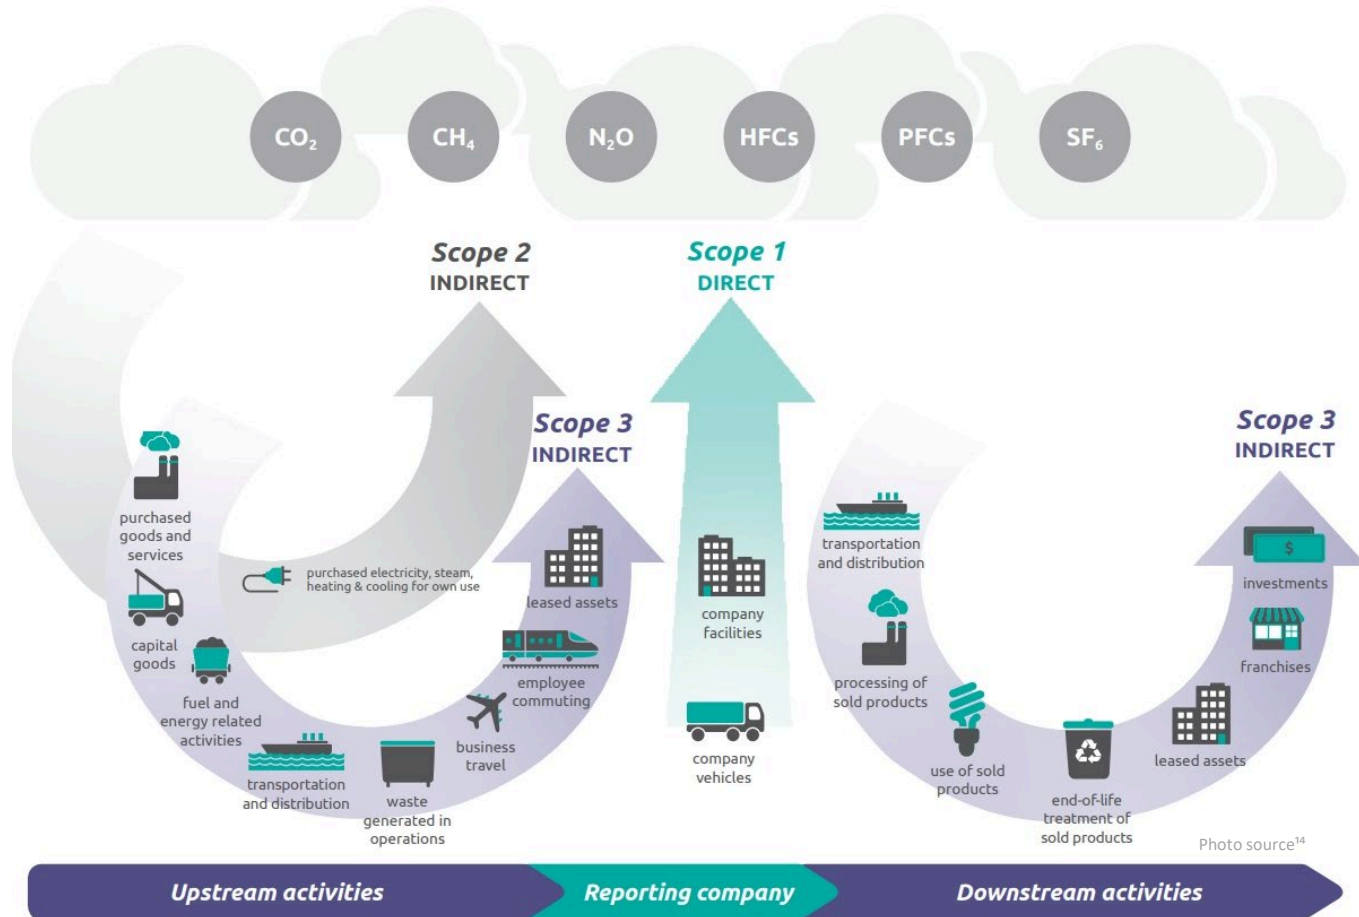 CO₂
CH₄
N₂O
HFCs
PFCs
SF₆
Scope 2
INDIRECT
Scope 1
DIRECT
Scope 3
INDIRECT
Scope 3
INDIRECT
purchased
goods and
services
capital
goods
fuel and
energy related
activities
transportation
and distribution
waste
generated in
operations
business
travel
employee
commuting
leased assets
purchased electricity, steam,
heating & cooling for own use
company
facilities
company
vehicles
transportation
and distribution
processing of
sold products
use of sold
products
end-of-life
treatment of
sold products
leased assets
franchises
investments
$
Photo source¹⁴
Upstream activities
Reporting company
Downstream activities